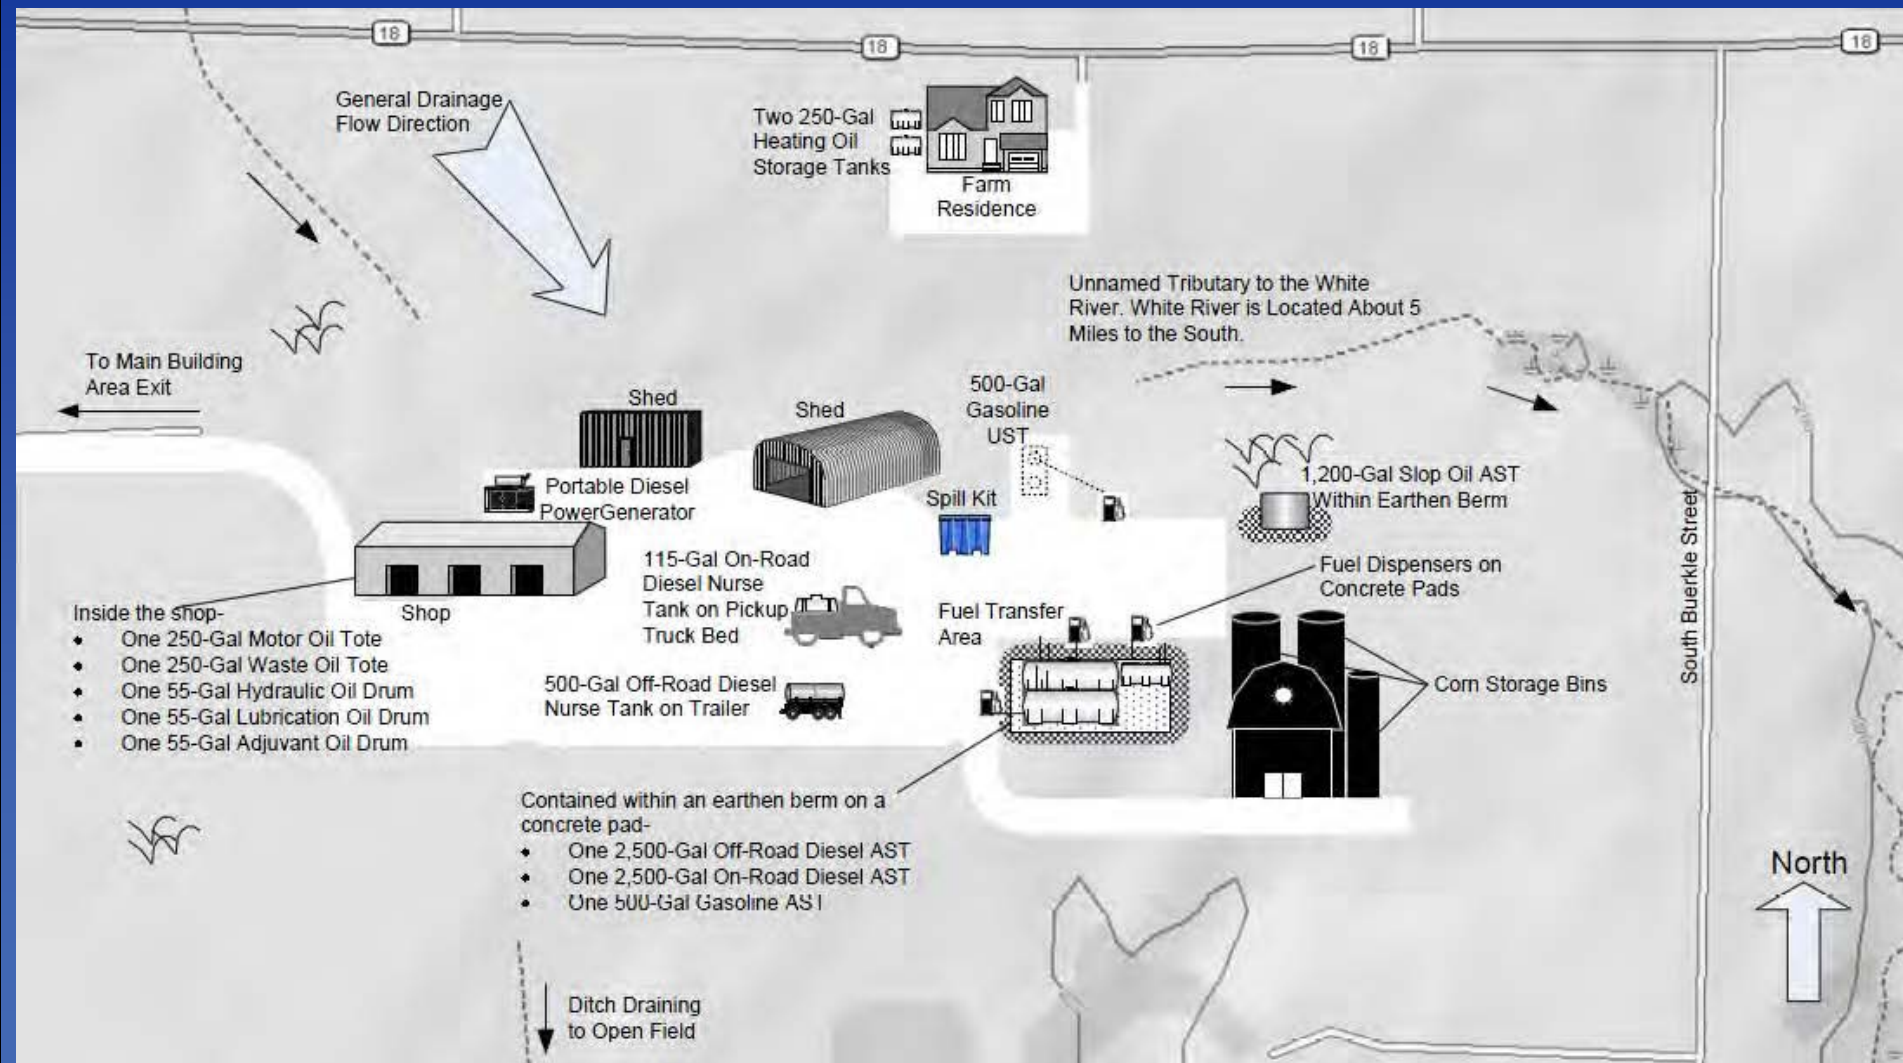 18
18
18
18
General Drainage
Flow Direction
Two 250-Gal
Heating Oil
Storage Tanks
Farm
Residence
Unnamed Tributary to the White
River. White River is Located About 5
Miles to the South.
To Main Building
Area Exit
Shed
Shed
500-Gal
Gasoline
UST
Portable Diesel
PowerGenerator
Spill Kit
1,200-Gal Slop Oil AST
Within Earthen Berm
115-Gal On-Road
Diesel Nurse
Tank on Pickup
Truck Bed
Fuel Dispensers on
Concrete Pads
South Buerkle Street
Inside the shop-
• One 250-Gal Motor Oil Tote
• One 250-Gal Waste Oil Tote
• One 55-Gal Hydraulic Oil Drum
• One 55-Gal Lubrication Oil Drum
• One 55-Gal Adjuvant Oil Drum
Shop
Fuel Transfer
Area
500-Gal Off-Road Diesel
Nurse Tank on Trailer
Corn Storage Bins
Contained within an earthen berm on a
concrete pad-
• One 2,500-Gal Off-Road Diesel AST
• One 2,500-Gal On-Road Diesel AST
• One 500-Gal Gasoline AST
North
Ditch Draining
to Open Field